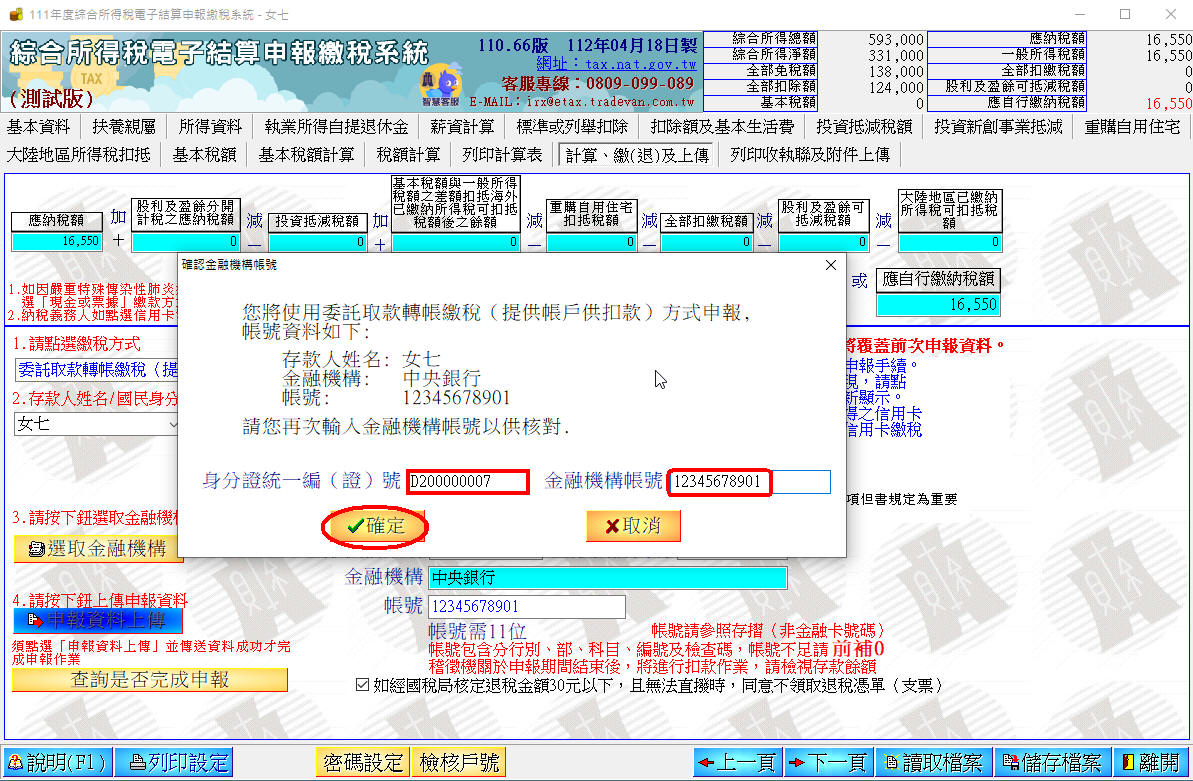 111年度綜合所得稅電子結算申報繳稅系統 - 女七
綜合所得稅電子結算申報繳稅系統
(測試版)
TAX
智慧客服
110.66版 112年04月18日製
網址：tax.nat.gov.tw
客服專線：0809-099-089
E-MAIL：irx@etax.tradevan.com.tw
綜合所得總額 593,000 應納稅額 16,550
綜合所得淨額 331,000 一般所得稅額 16,550
全部免稅額 138,000 全部扣繳稅額
全部扣除額 124,000 股利及盈餘可抵減稅額
基本稅額 0 應自行繳納稅額 16,550
基本資料 扶養親屬 所得資料 執業所得自提退休金 薪資計算 標準或列舉扣除 扣除額及基本生活費 投資抵減稅額 投資新創事業抵減 重購自用住宅
大陸地區所得稅扣抵 基本稅額 基本稅額計算 稅額計算 列印計算表 計算、繳(退)及上傳 列印收執聯及附件上傳
應納稅額 加 股利及盈餘分開計稅之應納稅額 減 投資抵減稅額 加 基本稅額與一般所得稅額之差額扣抵海外已繳納所得稅可扣抵稅額後之餘額 減 重購自用住宅扣抵稅額 減 全部扣繳稅額 減 股利及盈餘可抵減稅額 減 大陸地區已繳納所得稅可扣抵稅額
16,550 + 0 — 0 + 0 — 0 — 0 — 0 — 0
或 應自行繳納稅額
16,550
1.如因嚴重特殊傳染性肺炎
選「現金或票據」繳款方
2.納稅義務人如點選信用卡
1.請點選繳稅方式
委託取款轉帳繳稅（提
2.存款人姓名/國民身分
女七
3.請按下鈕選取金融機
選取金融機構
4.請按下鈕上傳申報資料
申報資料上傳
須點選「申報資料上傳」並傳送資料成功才完
成申報作業
查詢是否完成申報
確認金融機構帳號
您將使用委託取款轉帳繳稅（提供帳戶供扣款）方式申報，
帳號資料如下：
存款人姓名: 女七
金融機構: 中央銀行
帳號: 12345678901
請您再次輸入金融機構帳號以供核對.
身分證統一編（證）號 D200000007 金融機構帳號 12345678901
確定 取消
將覆蓋前次申報資料。
申報手續。
現，請點
新顯示。
得之信用卡
信用卡繳稅
項但書規定為重要
金融機構 中央銀行
帳號 12345678901
帳號需11位 帳號請參照存摺（非金融卡號碼）
帳號包含分行別、部、科目、編號及檢查碼，帳號不足請 前補0
稽徵機關於申報期間結束後，將進行扣款作業，請檢視存款餘額
如經國稅局核定退稅金額30元以下，且無法直撥時，同意不領取退稅憑單（支票）
說明(F1) 列印設定 密碼設定 檢核戶號 上一頁 下一頁 讀取檔案 儲存檔案 離開